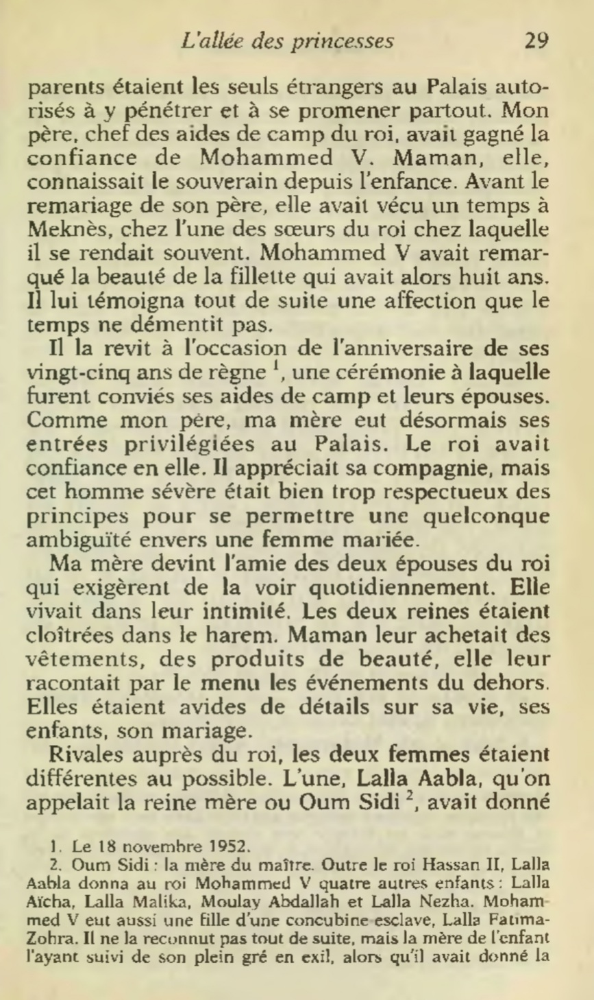 L'allée des princesses 29
parents étaient les seuls étrangers au Palais auto-
risés à y pénétrer et à se promener partout. Mon
père, chef des aides de camp du roi, avait gagné la
confiance de Mohammed V. Maman, elle,
connaissait le souverain depuis l'enfance. Avant le
remariage de son père, elle avait vécu un temps à
Meknès, chez l'une des sœurs du roi chez laquelle
il se rendait souvent. Mohammed V avait remar-
qué la beauté de la fillette qui avait alors huit ans.
Il lui témoigna tout de suite une affection que le
temps ne démentit pas.
Il la revit à l'occasion de l'anniversaire de ses
vingt-cinq ans de règne 1, une cérémonie à laquelle
furent conviés ses aides de camp et leurs épouses.
Comme mon père, ma mère eut désormais ses
entrées privilégiées au Palais. Le roi avait
confiance en elle. Il appréciait sa compagnie, mais
cet homme sévère était bien trop respectueux des
principes pour se permettre une quelconque
ambiguïté envers une femme mariée.
Ma mère devint l'amie des deux épouses du roi
qui exigèrent de la voir quotidiennement. Elle
vivait dans leur intimité. Les deux reines étaient
cloîtrées dans le harem. Maman leur achetait des
vêtements, des produits de beauté, elle leur
racontait par le menu les événements du dehors.
Elles étaient avides de détails sur sa vie, ses
enfants, son mariage.
Rivales auprès du roi, les deux femmes étaient
différentes au possible. L'une, Lalla Aabla, qu'on
appelait la reine mère ou Oum Sidi 2, avait donné
1. Le 18 novembre 1952.
2. Oum Sidi : la mère du maître. Outre le roi Hassan II, Lalla
Aabla donna au roi Mohammed V quatre autres enfants : Lalla
Aïcha, Lalla Malika, Moulay Abdallah et Lalla Nezha. Moham-
med V eut aussi une fille d'une concubine esclave, Lalla Fatima-
Zohra. Il ne la reconnut pas tout de suite, mais la mère de l'enfant
l'ayant suivi de son plein gré en exil, alors qu'il avait donné la